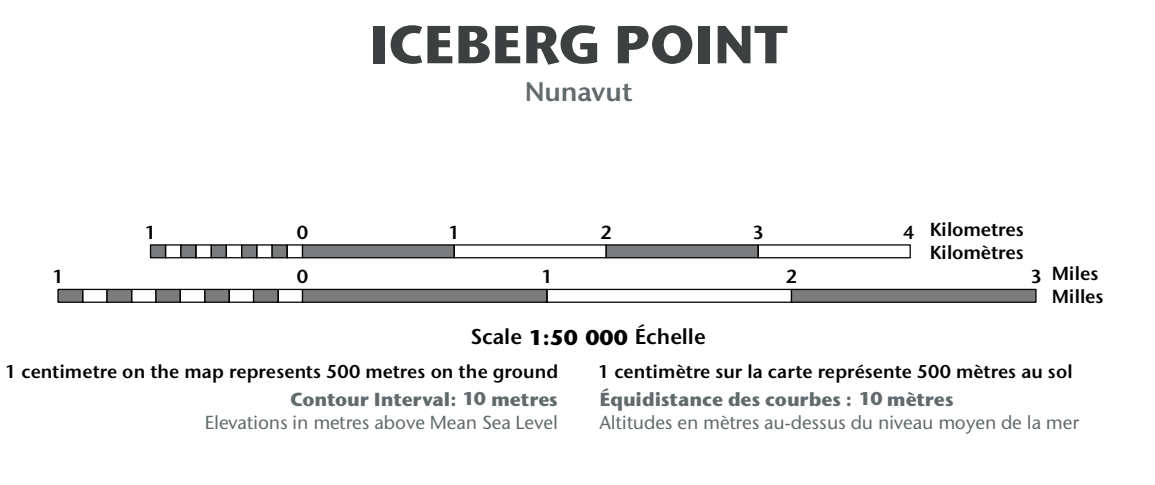 ICEBERG POINT
Nunavut
1 0 1 2 3 4 Kilometres
Kilomètres
1 0 1 2 3 Miles
Milles
Scale 1:50 000 Échelle
1 centimetre on the map represents 500 metres on the ground 1 centimètre sur la carte représente 500 mètres au sol
Contour Interval: 10 metres Équidistance des courbes : 10 mètres
Elevations in metres above Mean Sea Level Altitudes en mètres au-dessus du niveau moyen de la mer